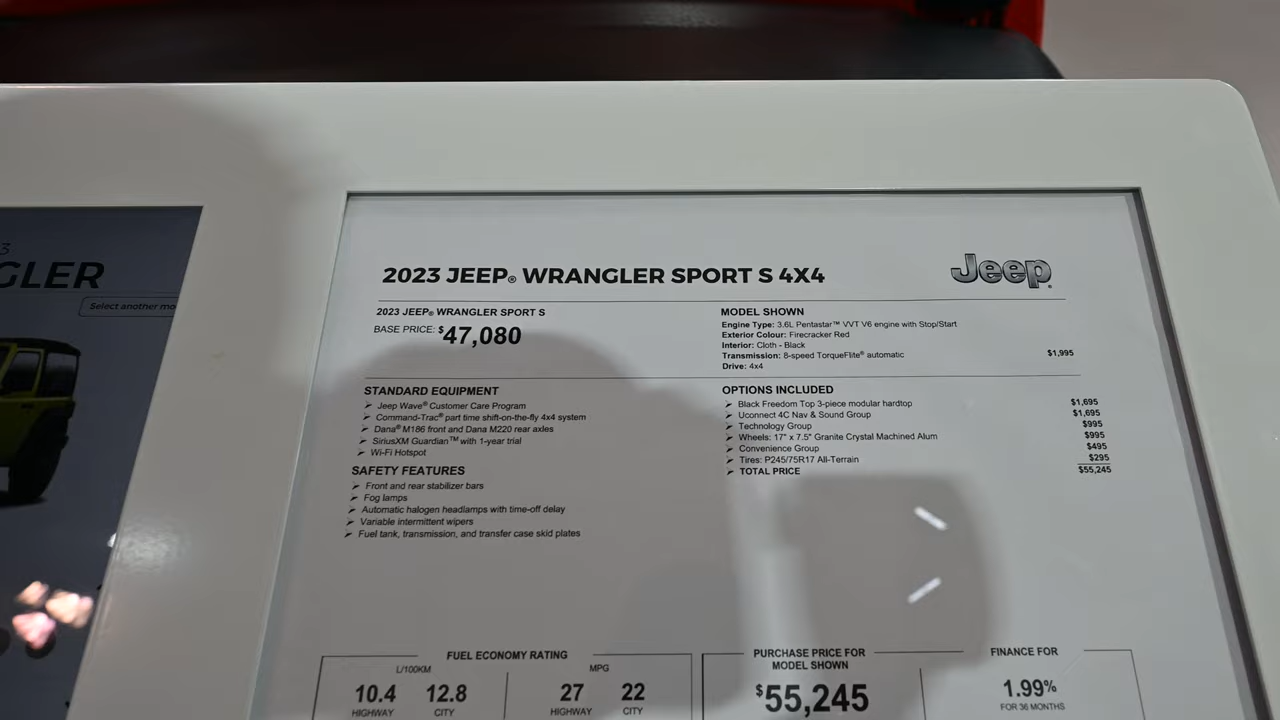 3
GLER
Select another mo
2023 JEEP® WRANGLER SPORT S 4X4
Jeep®
2023 JEEP® WRANGLER SPORT S
BASE PRICE: $47,080
MODEL SHOWN
Engine Type: 3.6L Pentastar™ VVT V6 engine with Stop/Start
Exterior Colour: Firecracker Red
Interior: Cloth - Black
Transmission: 8-speed TorqueFlite® automatic $1,995
Drive: 4x4
STANDARD EQUIPMENT
➤ Jeep Wave® Customer Care Program
➤ Command-Trac® part time shift-on-the-fly 4x4 system
➤ Dana® M186 front and Dana M220 rear axles
➤ SiriusXM Guardian™ with 1-year trial
➤ Wi-Fi Hotspot
SAFETY FEATURES
➤ Front and rear stabilizer bars
➤ Fog lamps
➤ Automatic halogen headlamps with time-off delay
➤ Variable intermittent wipers
➤ Fuel tank, transmission, and transfer case skid plates
OPTIONS INCLUDED
➤ Black Freedom Top 3-piece modular hardtop $1,695
➤ Uconnect 4C Nav & Sound Group $1,695
➤ Technology Group $995
➤ Wheels: 17" x 7.5" Granite Crystal Machined Alum $995
➤ Convenience Group $495
➤ Tires: P245/75R17 All-Terrain $295
➤ TOTAL PRICE $55,245
FUEL ECONOMY RATING
L/100KM MPG
10.4 12.8 27 22
HIGHWAY CITY HIGHWAY CITY
PURCHASE PRICE FOR
MODEL SHOWN
$55,245
FINANCE FOR
1.99%
FOR 36 MONTHS